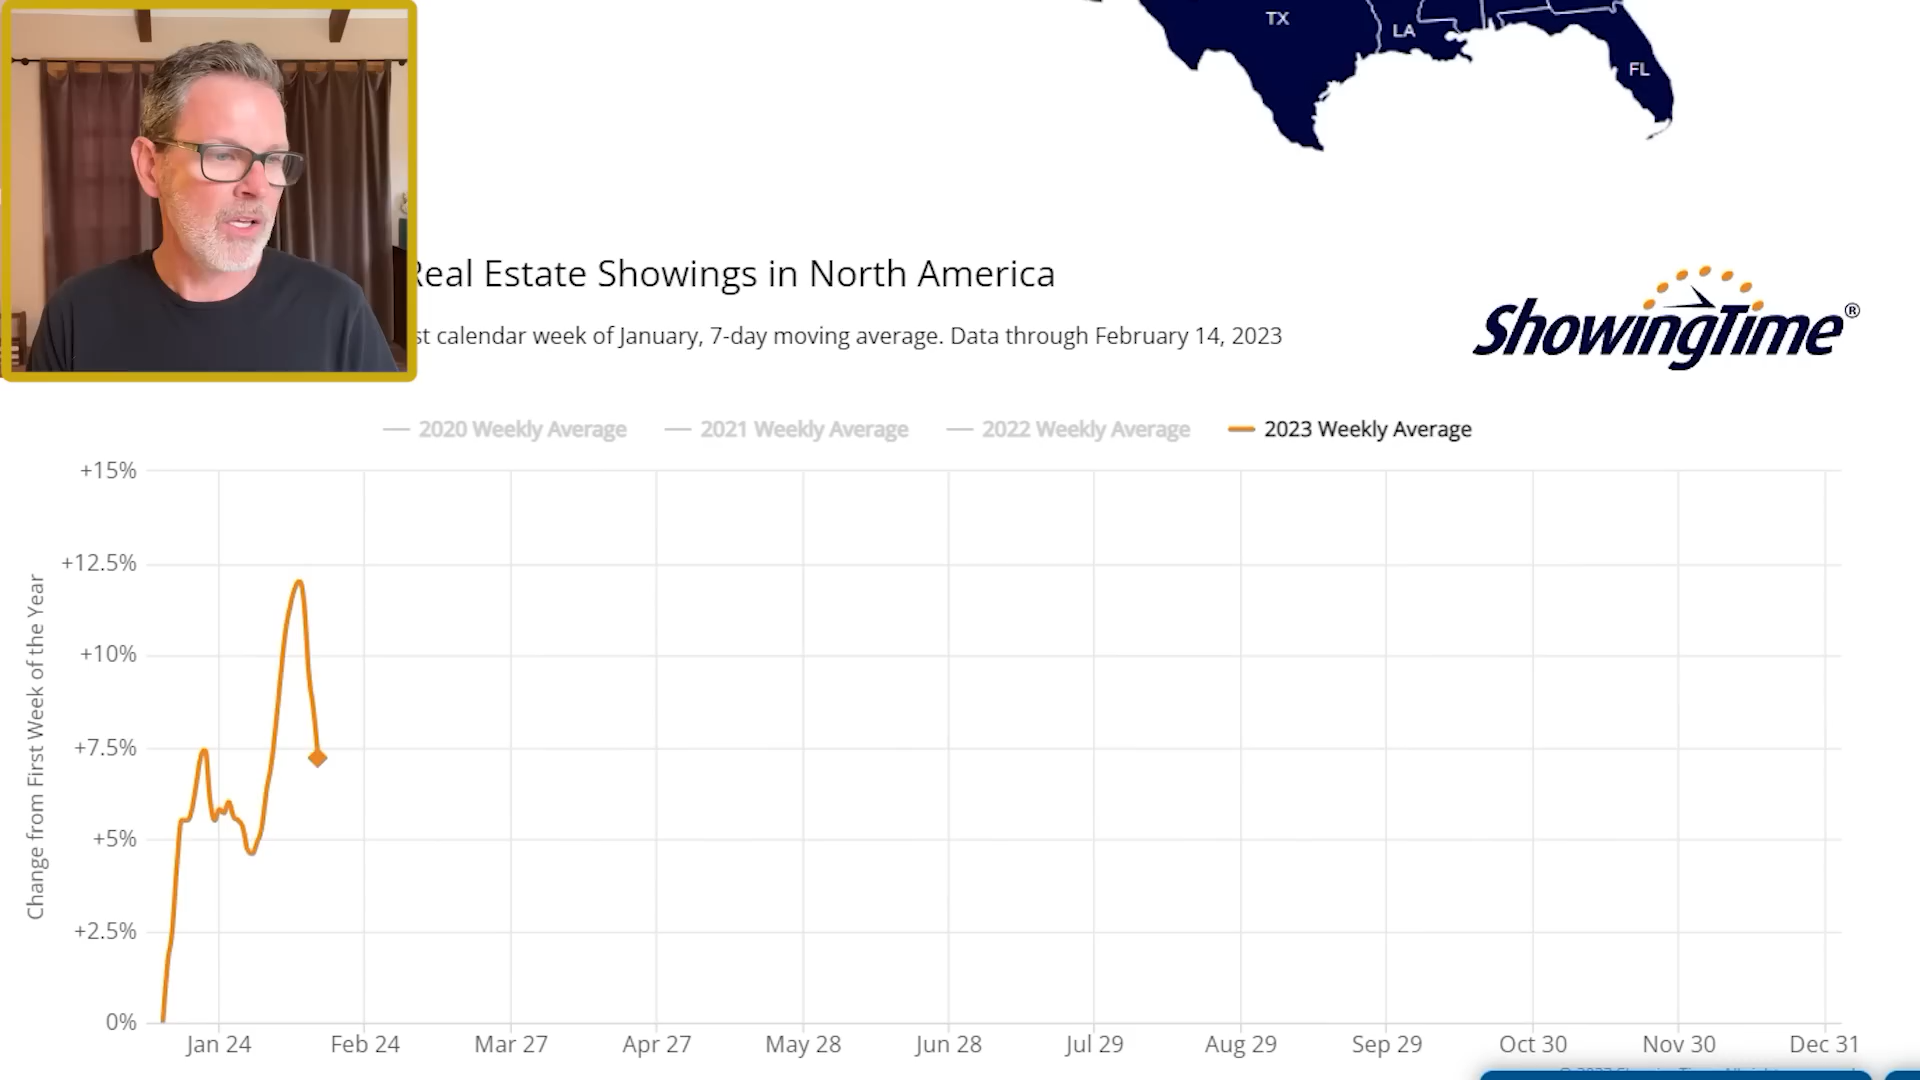 TX
LA
FL
Real Estate Showings in North America
st calendar week of January, 7-day moving average. Data through February 14, 2023
ShowingTime®
2020 Weekly Average
2021 Weekly Average
2022 Weekly Average
2023 Weekly Average
+15%
+12.5%
+10%
+7.5%
+5%
+2.5%
0%
Change from First Week of the Year
Jan 24
Feb 24
Mar 27
Apr 27
May 28
Jun 28
Jul 29
Aug 29
Sep 29
Oct 30
Nov 30
Dec 31